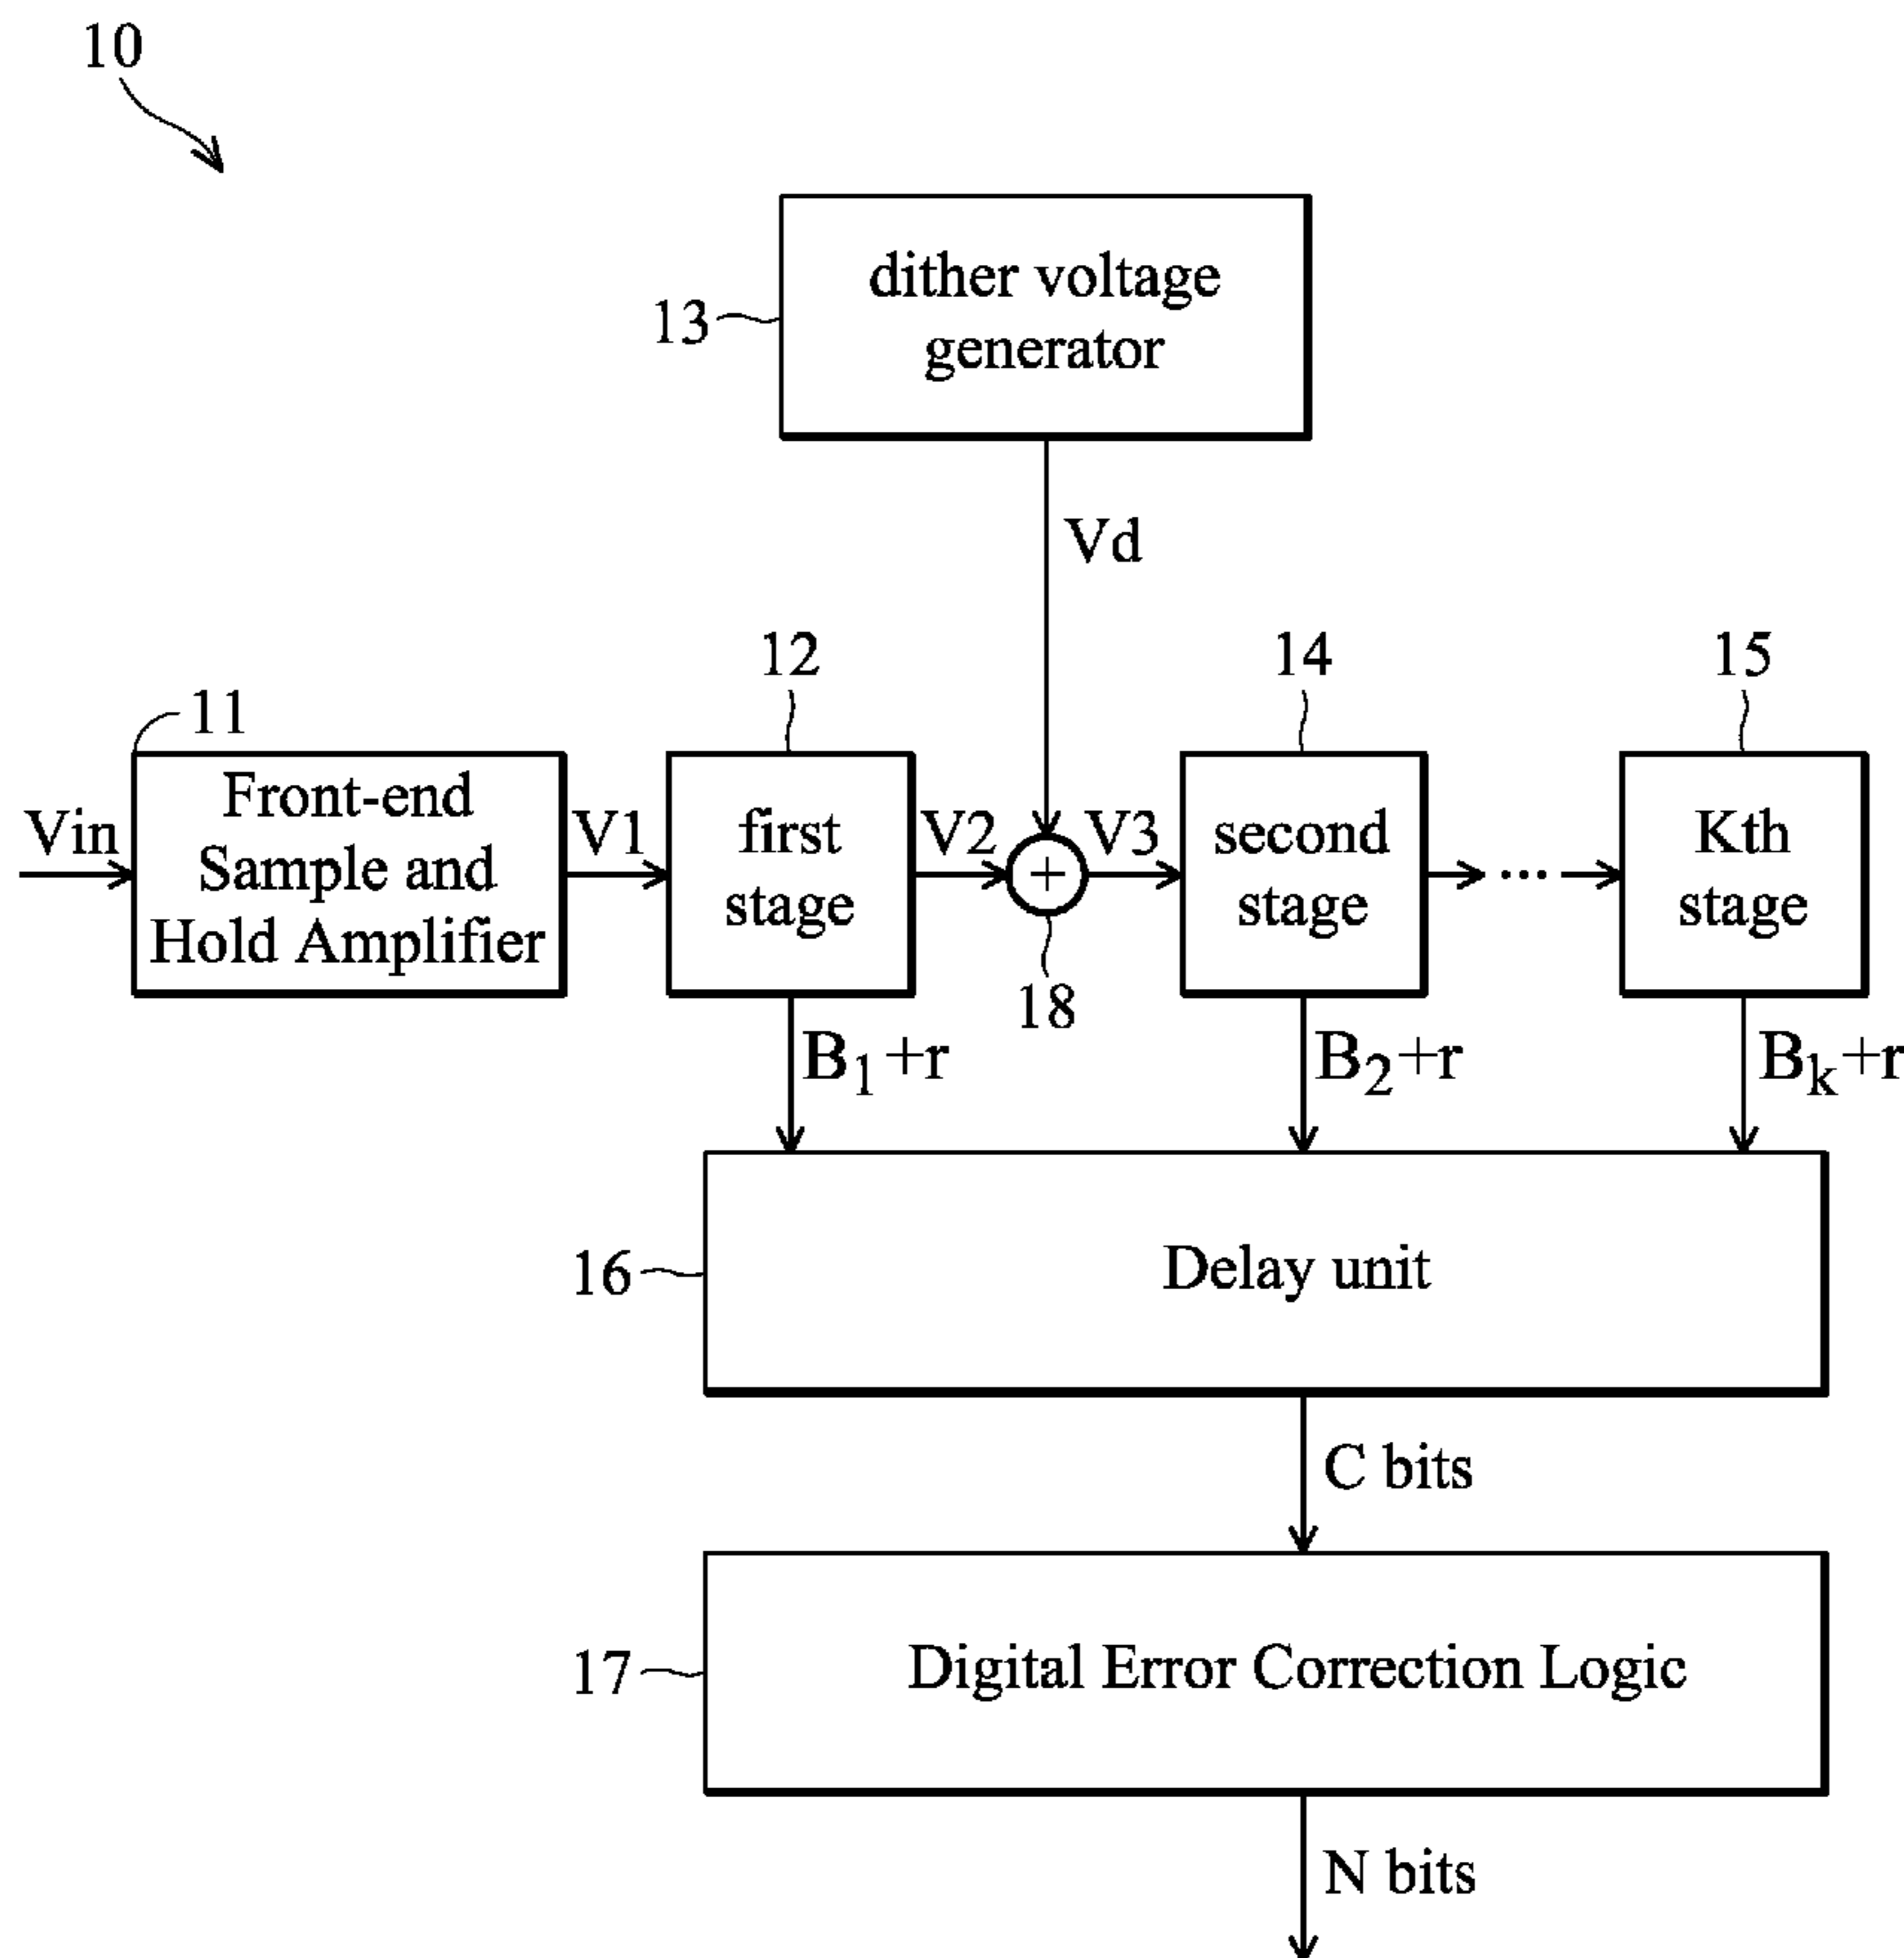 10
dither voltage
generator
13
Vd
12
14
15
11
Vin
Front-end
Sample and
Hold Amplifier
V1
first
stage
V2
+
V3
second
stage
...
Kth
stage
18
B1+r
B2+r
Bk+r
16
Delay unit
C bits
17
Digital Error Correction Logic
N bits